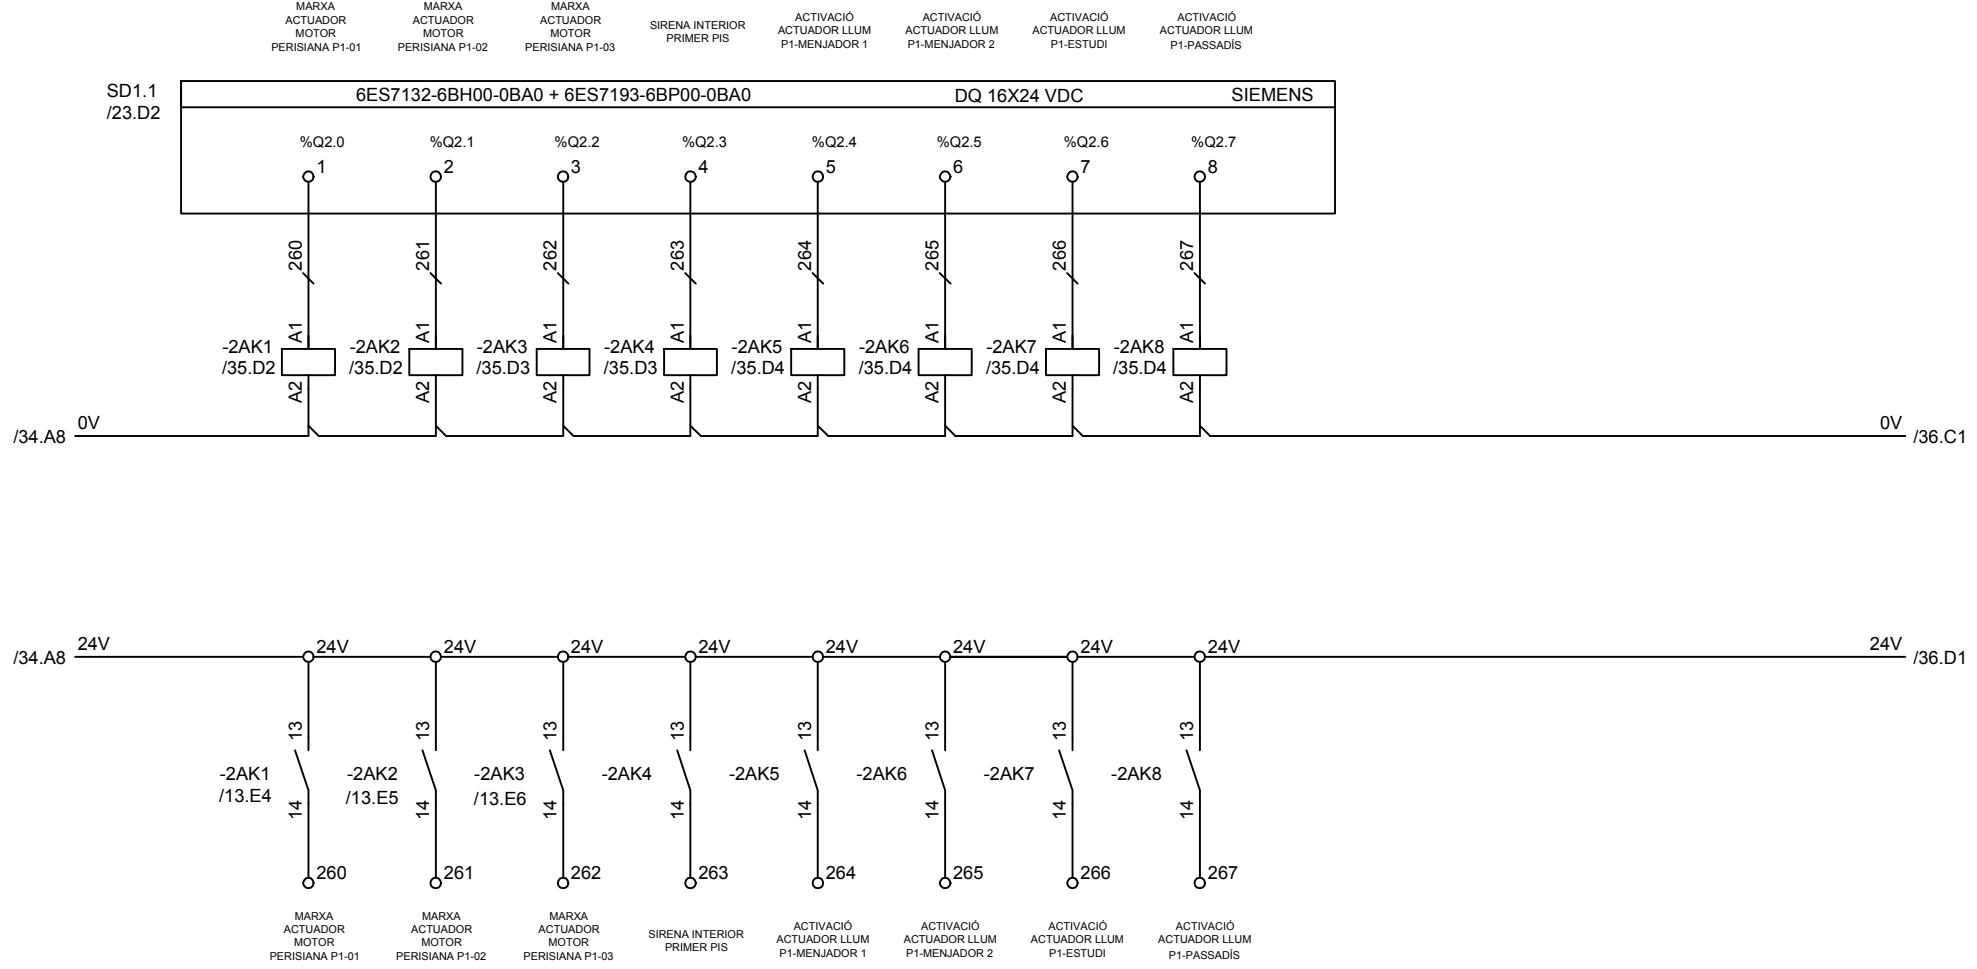 MARXA
ACTUADOR
MOTOR
PERISIANA P1-01
MARXA
ACTUADOR
MOTOR
PERISIANA P1-02
MARXA
ACTUADOR
MOTOR
PERISIANA P1-03
SIRENA INTERIOR
PRIMER PIS
ACTIVACIÓ
ACTUADOR LLUM
P1-MENJADOR 1
ACTIVACIÓ
ACTUADOR LLUM
P1-MENJADOR 2
ACTIVACIÓ
ACTUADOR LLUM
P1-ESTUDI
ACTIVACIÓ
ACTUADOR LLUM
P1-PASSADÍS
SD1.1
/23.D2
6ES7132-6BH00-0BA0 + 6ES7193-6BP00-0BA0 DQ 16X24 VDC SIEMENS
%Q2.0 %Q2.1 %Q2.2 %Q2.3 %Q2.4 %Q2.5 %Q2.6 %Q2.7
1 2 3 4 5 6 7 8
260 261 262 263 264 265 266 267
A1 A1 A1 A1 A1 A1 A1 A1
-2AK1 -2AK2 -2AK3 -2AK4 -2AK5 -2AK6 -2AK7 -2AK8
/35.D2 /35.D2 /35.D3 /35.D3 /35.D4 /35.D4 /35.D4 /35.D4
A2 A2 A2 A2 A2 A2 A2 A2
/34.A8 0V 0V /36.C1
/34.A8 24V 24V 24V 24V 24V 24V 24V 24V 24V 24V /36.D1
13 13 13 13 13 13 13 13
-2AK1 -2AK2 -2AK3 -2AK4 -2AK5 -2AK6 -2AK7 -2AK8
/13.E4 /13.E5 /13.E6
14 14 14 14 14 14 14 14
260 261 262 263 264 265 266 267
MARXA
ACTUADOR
MOTOR
PERISIANA P1-01
MARXA
ACTUADOR
MOTOR
PERISIANA P1-02
MARXA
ACTUADOR
MOTOR
PERISIANA P1-03
SIRENA INTERIOR
PRIMER PIS
ACTIVACIÓ
ACTUADOR LLUM
P1-MENJADOR 1
ACTIVACIÓ
ACTUADOR LLUM
P1-MENJADOR 2
ACTIVACIÓ
ACTUADOR LLUM
P1-ESTUDI
ACTIVACIÓ
ACTUADOR LLUM
P1-PASSADÍS